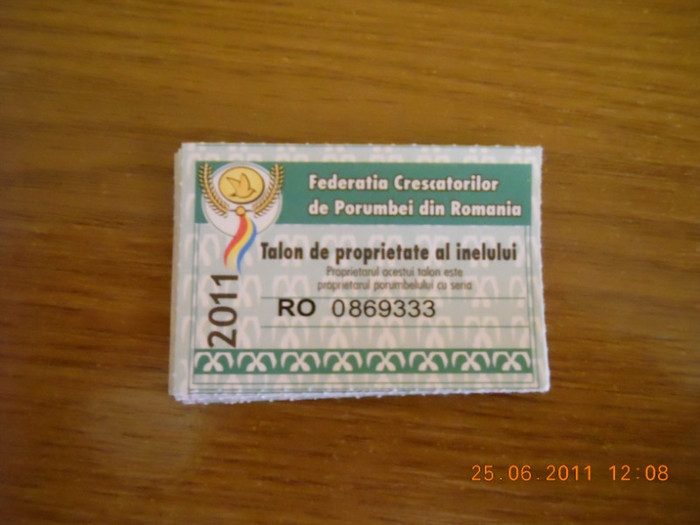 Federatia Crescatorilor
de Porumbei din Romania
Talon de proprietate al inelului
Proprietarul acestui talon este
proprietarul porumbelului cu seria
RO 0869333
2011
25.06.2011 12:08